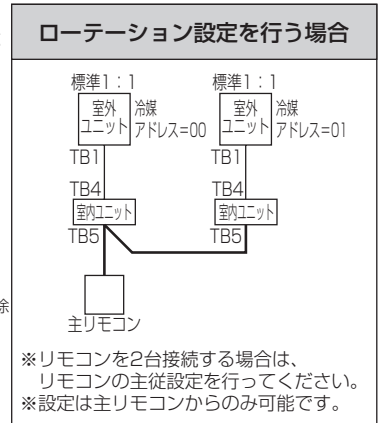 ローテーション設定を行う場合
標準1：1 標準1：1
室外 冷媒 室外 冷媒
ユニット アドレス=00 ユニット アドレス=01
TB1 TB1
TB4 TB4
室内ユニット 室内ユニット
TB5 TB5
除
主リモコン
※リモコンを2台接続する場合は、
リモコンの主従設定を行ってください。
※設定は主リモコンからのみ可能です。